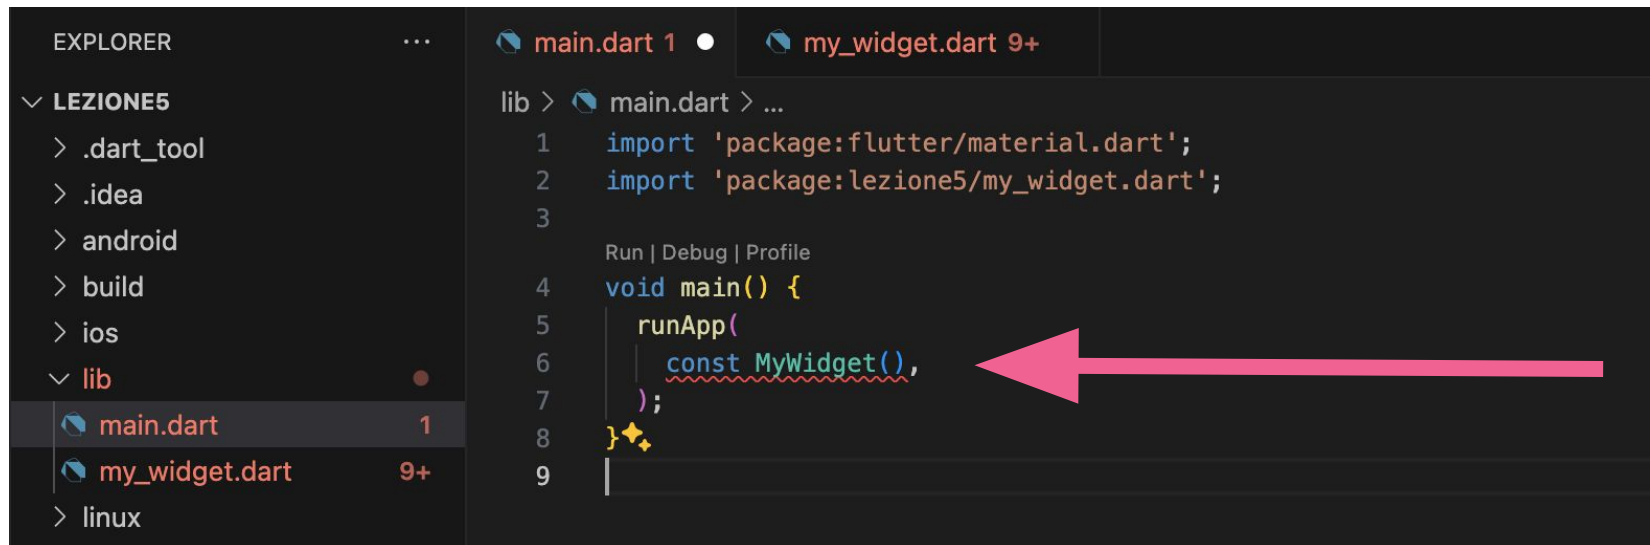 EXPLORER ...
LEZIONE5
.dart_tool
.idea
android
build
ios
lib
main.dart 1
my_widget.dart 9+
linux
main.dart 1
my_widget.dart 9+
lib > main.dart > ...
1 import 'package:flutter/material.dart';
2 import 'package:lezione5/my_widget.dart';
3
Run | Debug | Profile
4 void main() {
5 runApp(
6 const MyWidget(),
7 );
8 }
9